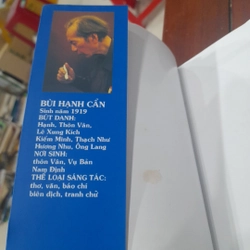 BÙI HẠNH CẨN
Sinh năm 1919
BÚT DANH:
Hạnh, Thôn Vân,
Lê Xung Kích
Kiếm Minh, Thạch Như
Hương Như, Ông Lang
NƠI SINH:
thôn Vân, Vụ Bản
Nam Định
THỂ LOẠI SÁNG TÁC:
thơ, văn, báo chí
biên dịch, tranh chữ